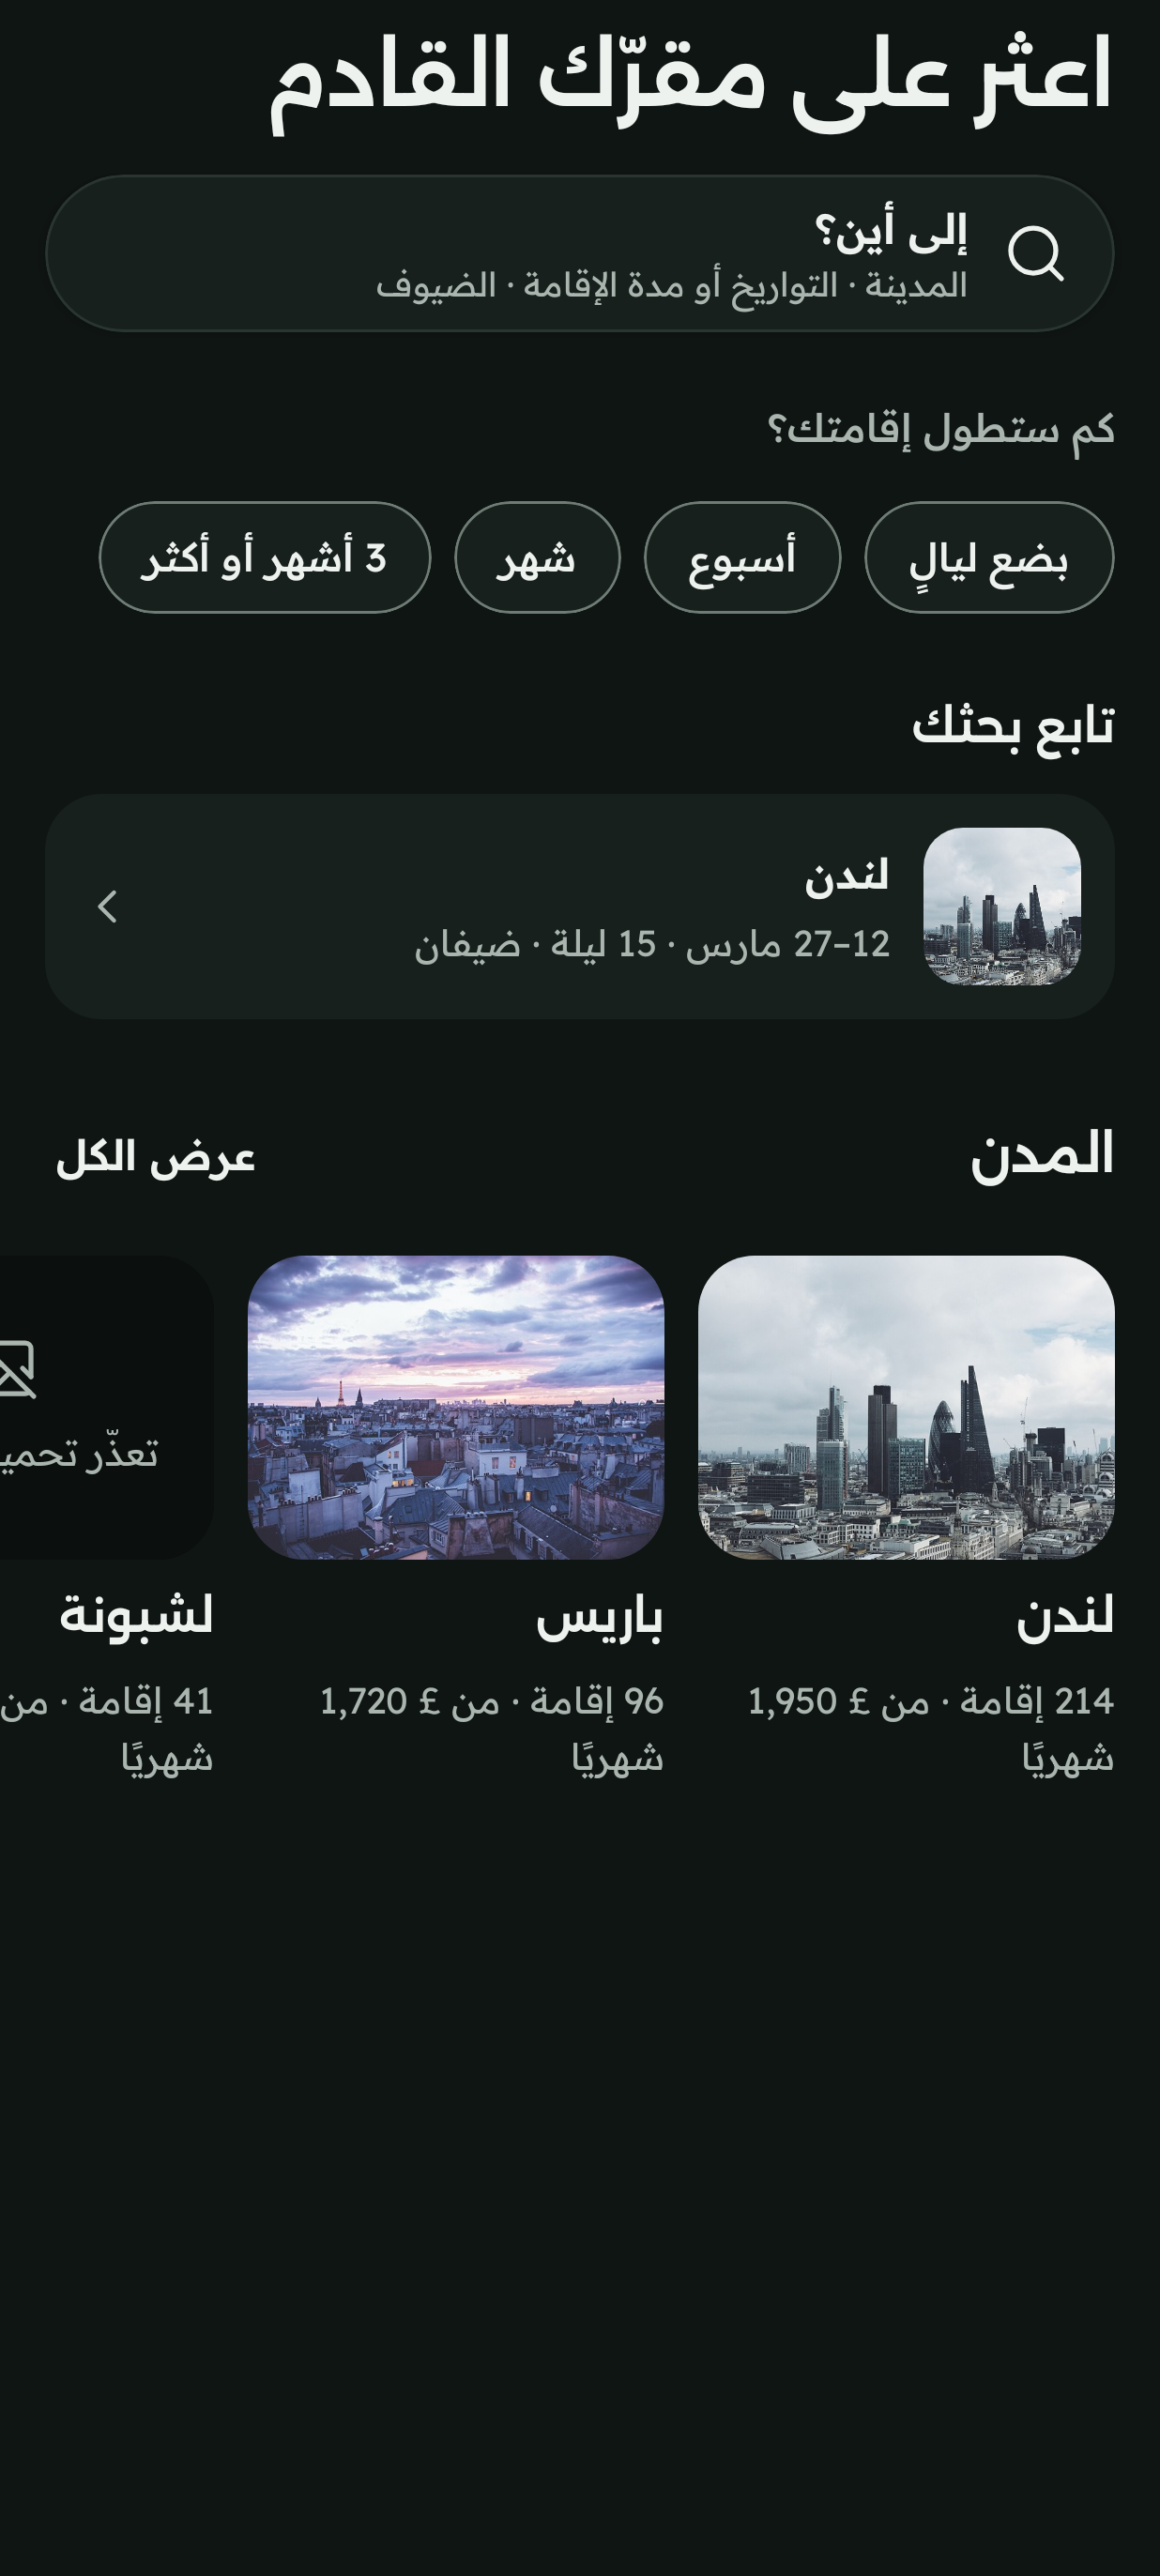 اعثر على مقرّك القادم
إلى أين؟
المدينة · التواريخ أو مدة الإقامة · الضيوف
كم ستطول إقامتك؟
بضع ليالٍ
أسبوع
شهر
3 أشهر أو أكثر
تابع بحثك
لندن
12–27 مارس · 15 ليلة · ضيفان
المدن
عرض الكل
لندن
214 إقامة · من £ 1,950
شهريًا
باريس
96 إقامة · من £ 1,720
شهريًا
تعذّر
لشبونة
41 إقامة · من
شهريًا